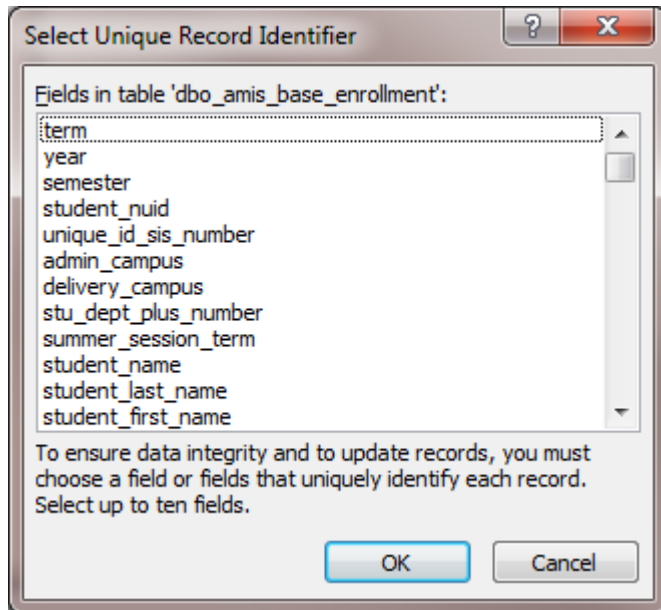 Select Unique Record Identifier
Fields in table 'dbo_amis_base_enrollment':
term
year
semester
student_nuid
unique_id_sis_number
admin_campus
delivery_campus
stu_dept_plus_number
summer_session_term
student_name
student_last_name
student_first_name
To ensure data integrity and to update records, you must
choose a field or fields that uniquely identify each record.
Select up to ten fields.
OK
Cancel